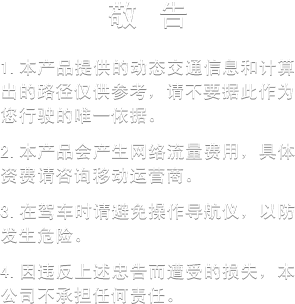 敬 告
1. 本产品提供的动态交通信息和计算
出的路径仅供参考，请不要据此作为
您行驶的唯一依据。
2. 本产品会产生网络流量费用，具体
资费请咨询移动运营商。
3. 在驾车时请避免操作导航仪，以防
发生危险。
4. 因违反上述忠告而遭受的损失，本
公司不承担任何责任。